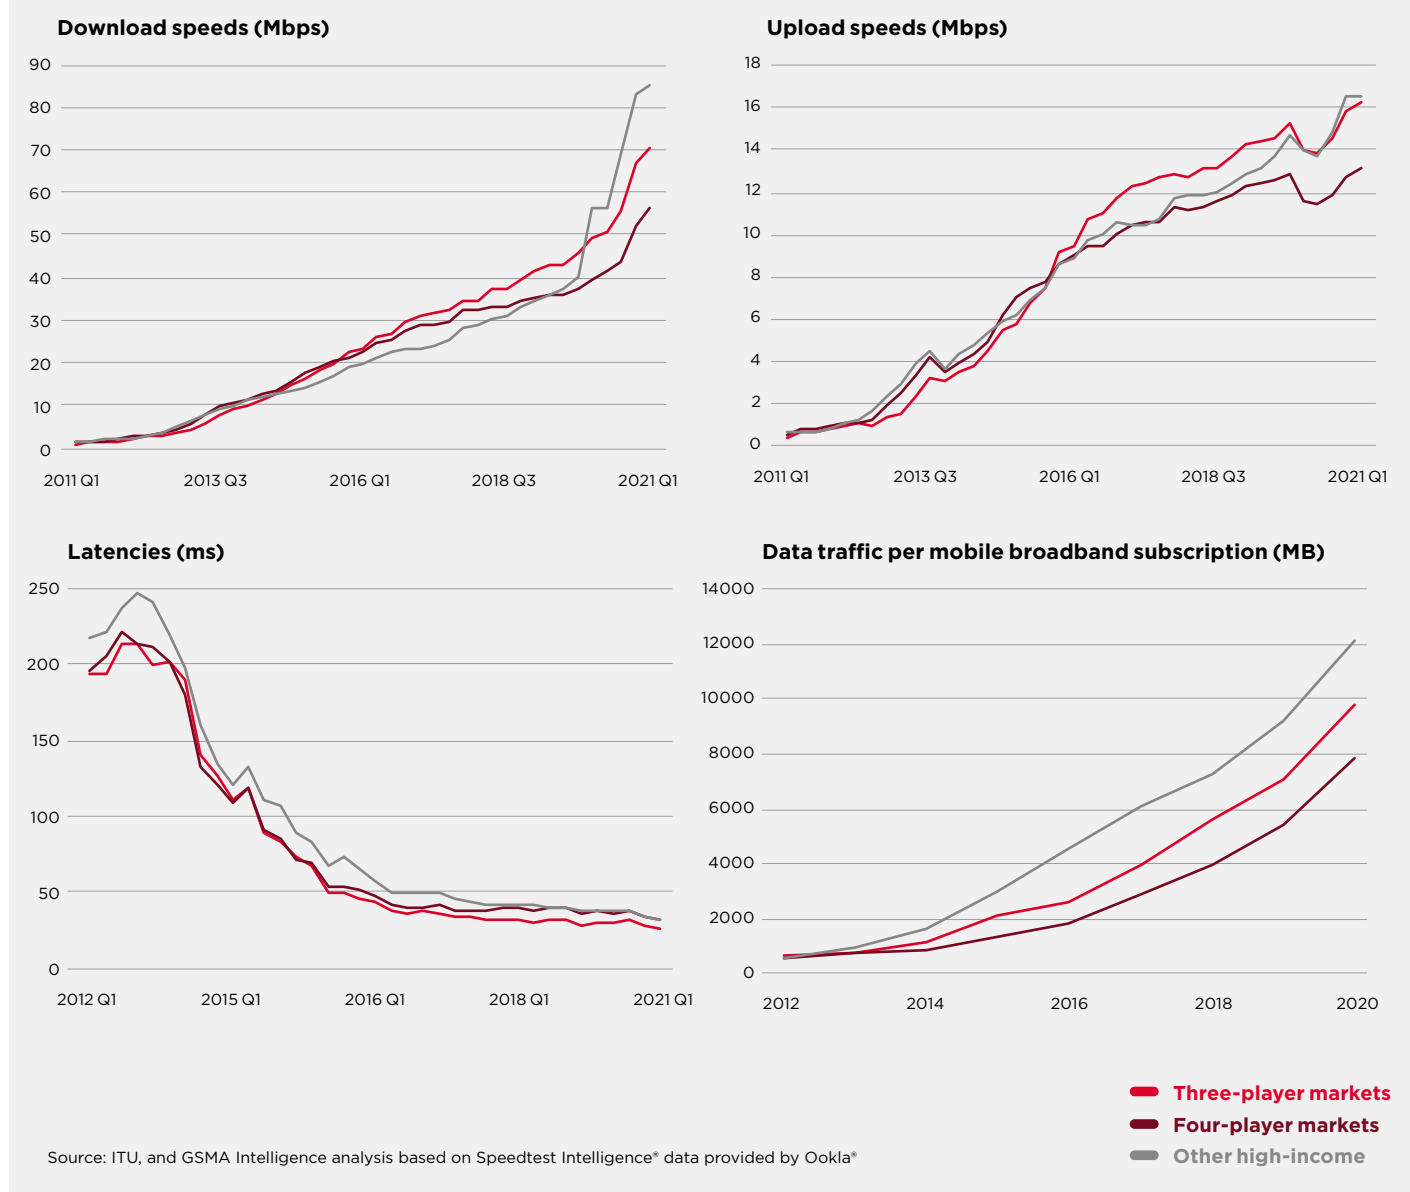 Download speeds (Mbps)
90
80
70
60
50
40
30
20
10
0
2011 Q1 2013 Q3 2016 Q1 2018 Q3 2021 Q1
Upload speeds (Mbps)
18
16
14
12
10
8
6
4
2
0
2011 Q1 2013 Q3 2016 Q1 2018 Q3 2021 Q1
Latencies (ms)
250
200
150
100
50
0
2012 Q1 2015 Q1 2016 Q1 2018 Q1 2021 Q1
Data traffic per mobile broadband subscription (MB)
14000
12000
10000
8000
6000
4000
2000
0
2012 2014 2016 2018 2020
Three-player markets
Four-player markets
Other high-income
Source: ITU, and GSMA Intelligence analysis based on Speedtest Intelligence® data provided by Ookla®